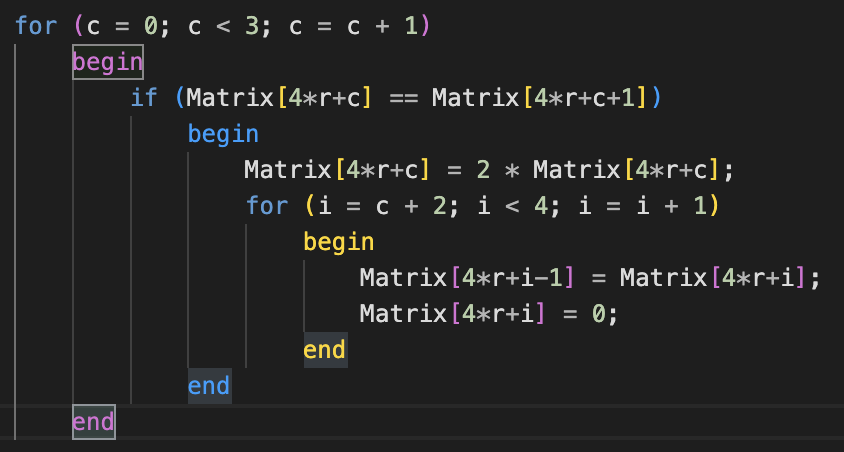 for (c = 0; c < 3; c = c + 1)
begin
if (Matrix[4*r+c] == Matrix[4*r+c+1])
begin
Matrix[4*r+c] = 2 * Matrix[4*r+c];
for (i = c + 2; i < 4; i = i + 1)
begin
Matrix[4*r+i-1] = Matrix[4*r+i];
Matrix[4*r+i] = 0;
end
end
end